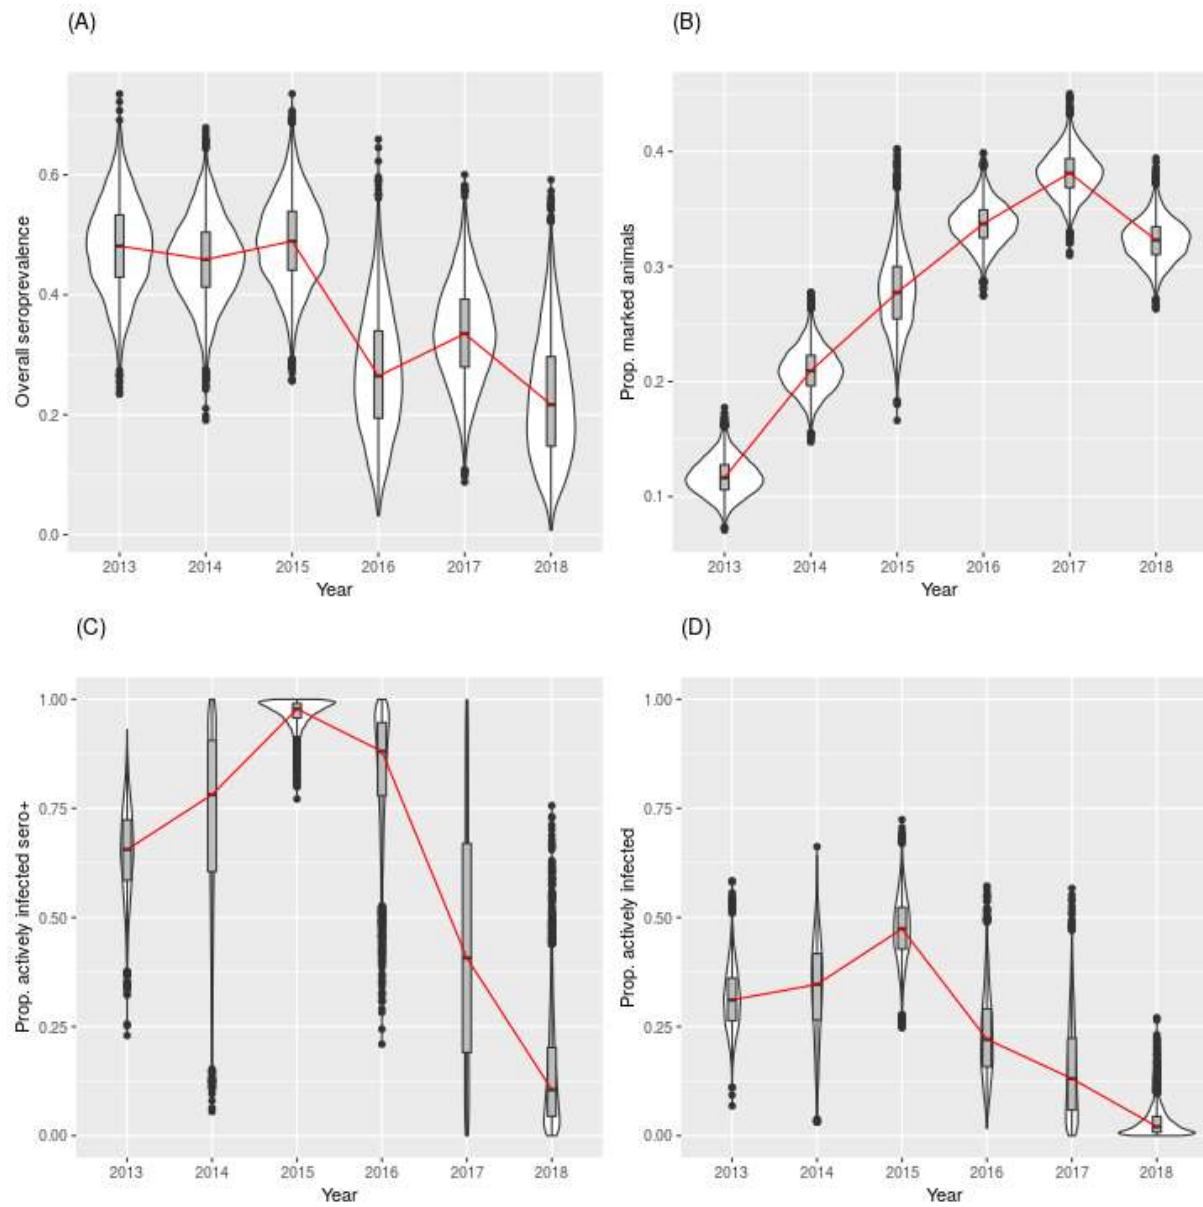 (A)
Overall seroprevalence
0.6
0.4
0.2
0.0
2013 2014 2015 2016 2017 2018
Year
(B)
Prop. marked animals
0.4
0.3
0.2
0.1
2013 2014 2015 2016 2017 2018
Year
(C)
Prop. actively infected sero+
1.00
0.75
0.50
0.25
0.00
2013 2014 2015 2016 2017 2018
Year
(D)
Prop. actively infected
1.00
0.75
0.50
0.25
0.00
2013 2014 2015 2016 2017 2018
Year